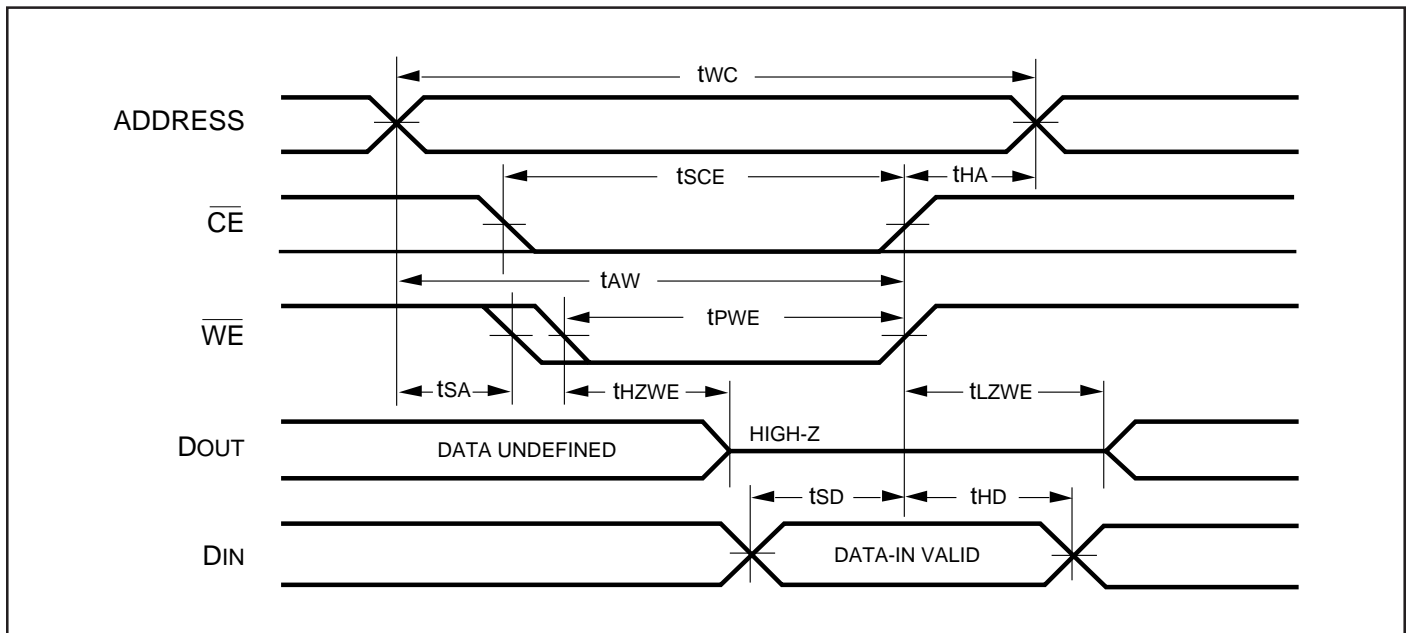 tWC
ADDRESS
tSCE
tHA
CE
tAW
WE
tPWE
tSA
tHZWE
tLZWE
DOUT
DATA UNDEFINED
HIGH-Z
tSD
tHD
DIN
DATA-IN VALID